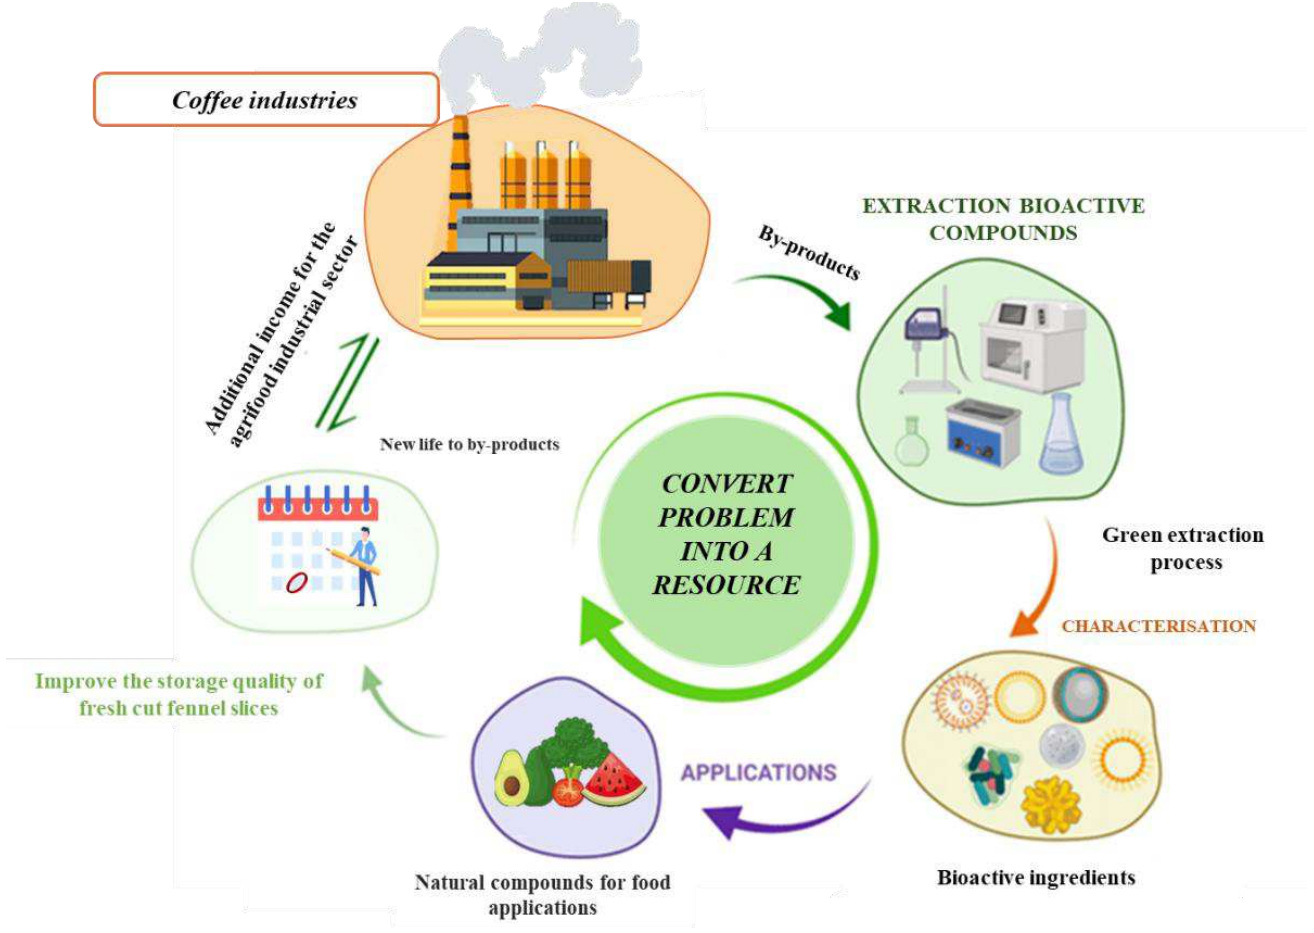 Coffee industries
By-products
EXTRACTION BIOACTIVE
COMPOUNDS
Additional income for the
agrifood industrial sector
New life to by-products
CONVERT
PROBLEM
INTO A
RESOURCE
Green extraction
process
CHARACTERISATION
Improve the storage quality of
fresh cut fennel slices
APPLICATIONS
Natural compounds for food
applications
Bioactive ingredients